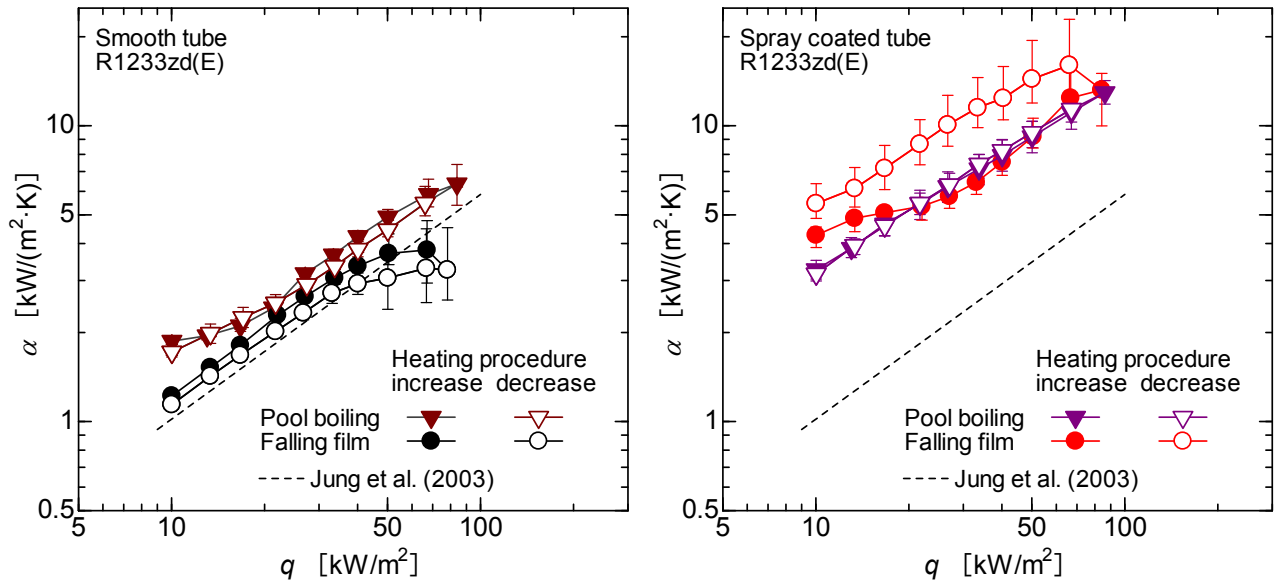 Smooth tube
R1233zd(E)
10
5
1
0.5
α [kW/(m²·K)]
Heating procedure
increase decrease
Pool boiling
Falling film
Jung et al. (2003)
5 10 50 100
q [kW/m²]
Spray coated tube
R1233zd(E)
10
5
1
0.5
α [kW/(m²·K)]
Heating procedure
increase decrease
Pool boiling
Falling film
Jung et al. (2003)
5 10 50 100
q [kW/m²]